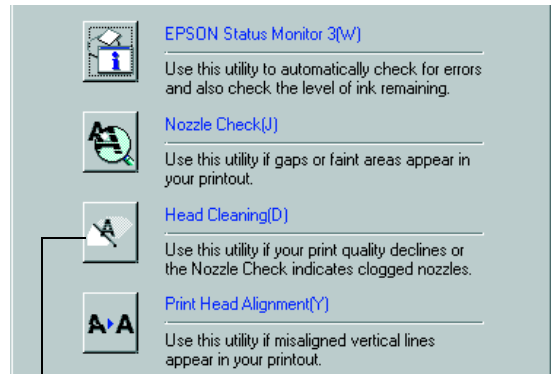 EPSON Status Monitor 3(W)
Use this utility to automatically check for errors
and also check the level of ink remaining.
Nozzle Check(J)
Use this utility if gaps or faint areas appear in
your printout.
Head Cleaning(D)
Use this utility if your print quality declines or
the Nozzle Check indicates clogged nozzles.
Print Head Alignment(Y)
Use this utility if misaligned vertical lines
appear in your printout.